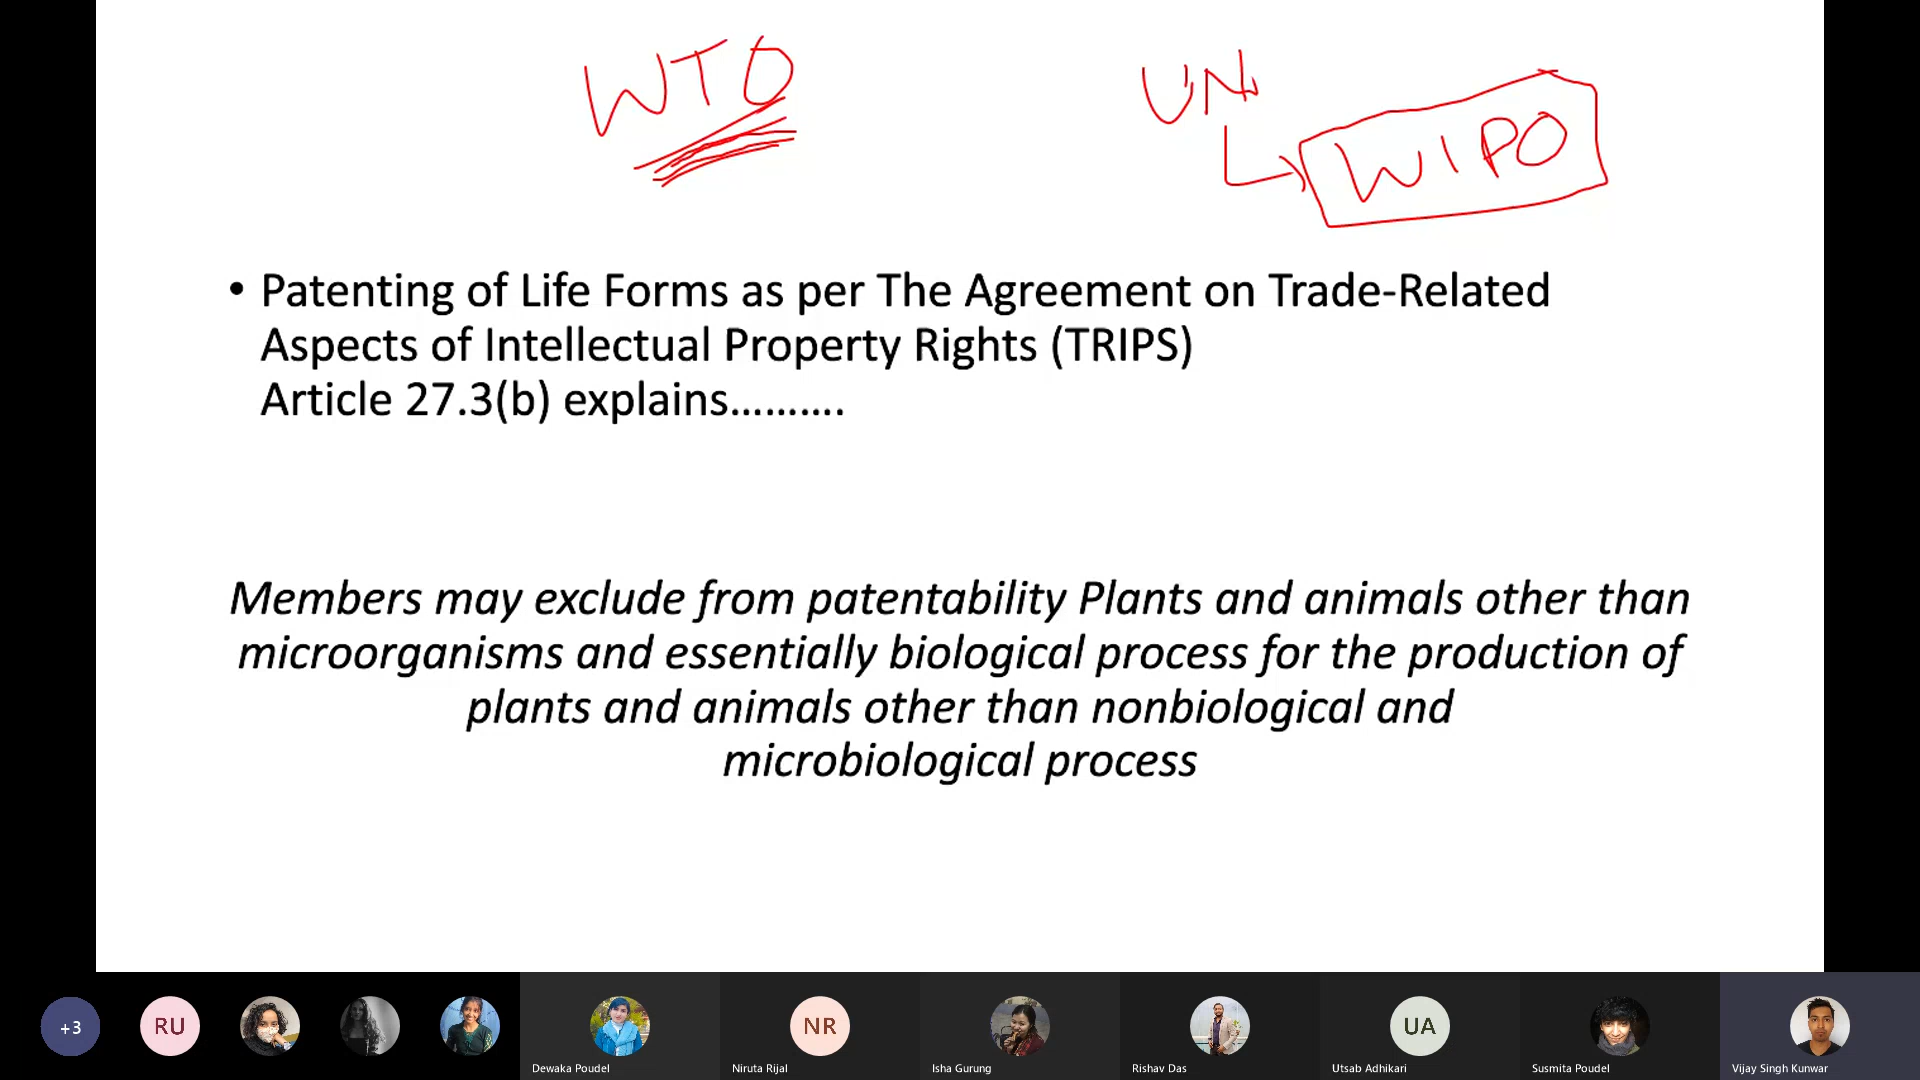 WTO
UN
WIPO
• Patenting of Life Forms as per The Agreement on Trade-Related
Aspects of Intellectual Property Rights (TRIPS)
Article 27.3(b) explains……….
Members may exclude from patentability Plants and animals other than
microorganisms and essentially biological process for the production of
plants and animals other than nonbiological and
microbiological process
+3
RU
NR
UA
Dewaka Poudel
Niruta Rijal
Isha Gurung
Rishav Das
Utsab Adhikari
Susmita Poudel
Vijay Singh Kunwar